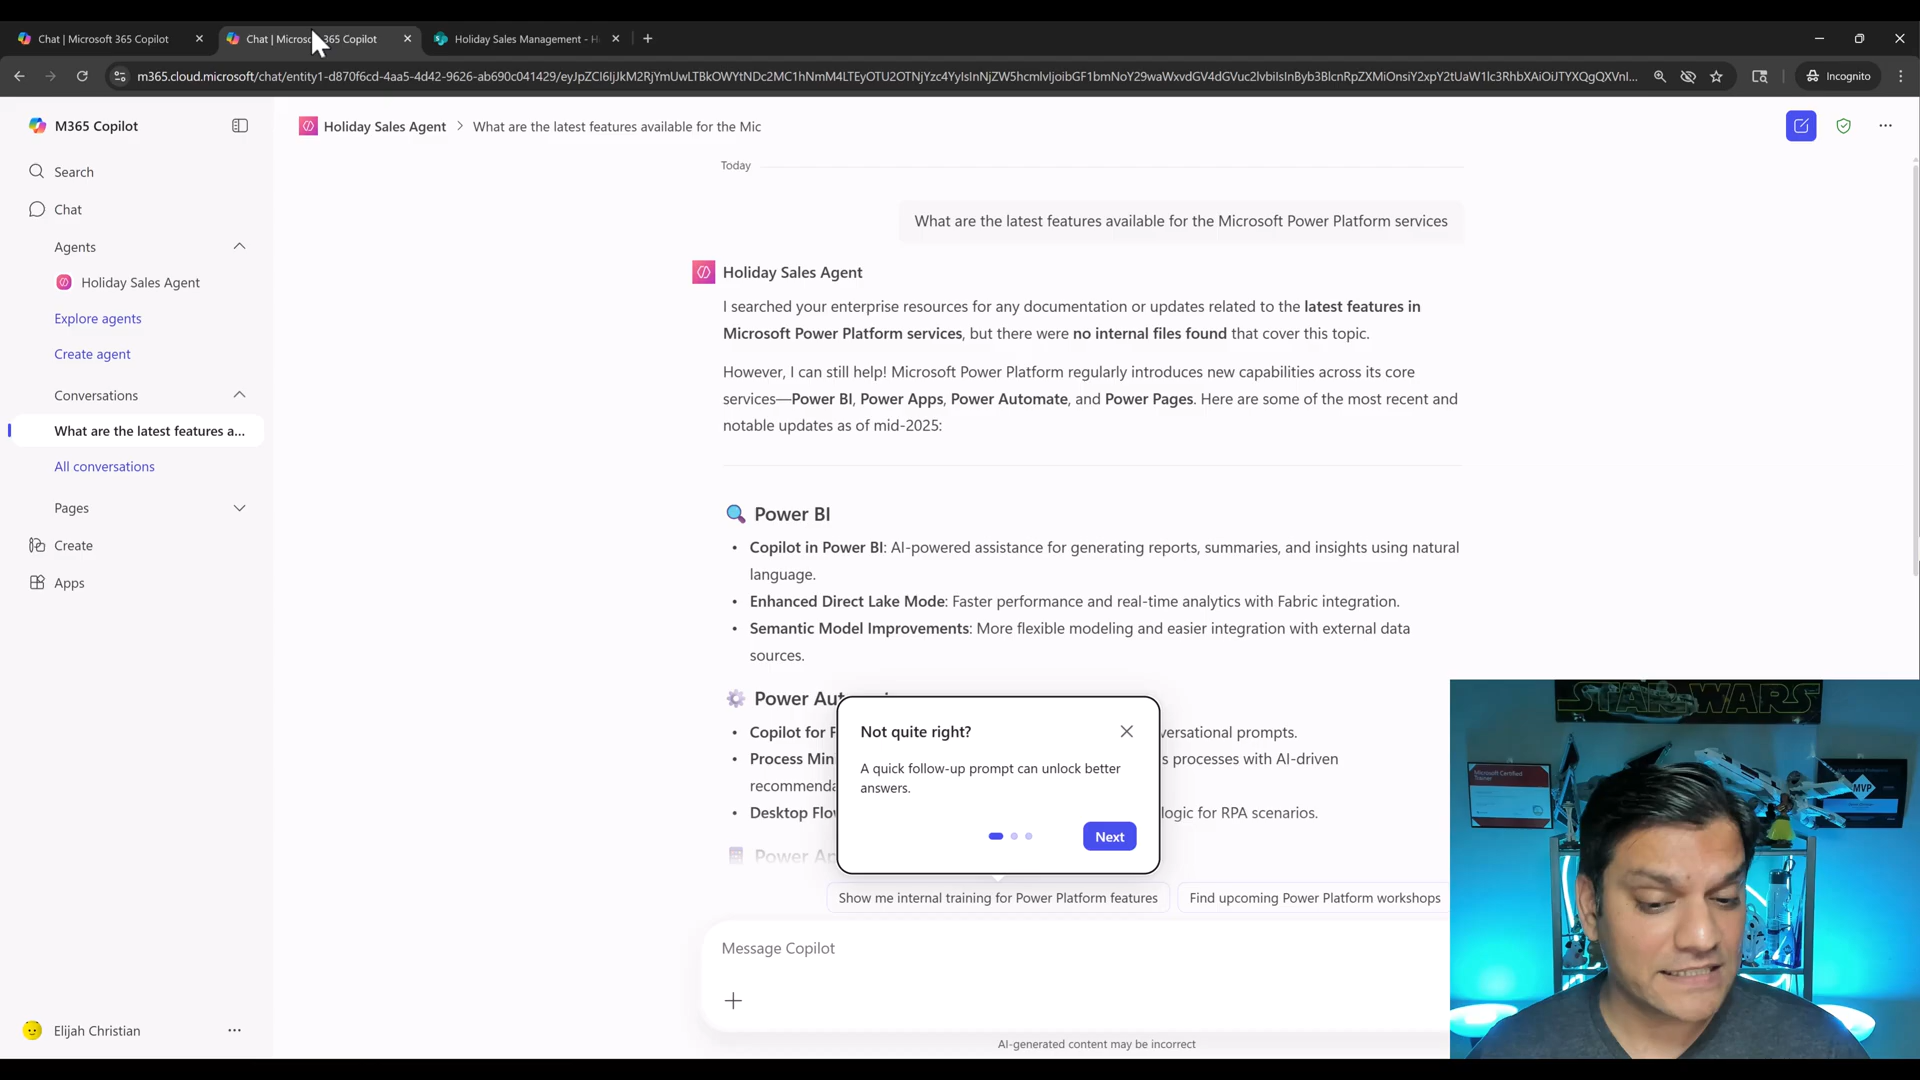 Chat | Microsoft 365 Copilot
Chat | Micros 365 Copilot
Holiday Sales Management - H
m365.cloud.microsoft/chat/entity1-d870f6cd-4aa5-4d42-9626-ab690c041429/
Incognito
M365 Copilot
Search
Chat
Agents
Holiday Sales Agent
Explore agents
Create agent
Conversations
What are the latest features a...
All conversations
Pages
Create
Apps
Elijah Christian
Holiday Sales Agent > What are the latest features available for the Mic
Today
What are the latest features available for the Microsoft Power Platform services
Holiday Sales Agent
I searched your enterprise resources for any documentation or updates related to the latest features in
Microsoft Power Platform services, but there were no internal files found that cover this topic.
However, I can still help! Microsoft Power Platform regularly introduces new capabilities across its core
services—Power BI, Power Apps, Power Automate, and Power Pages. Here are some of the most recent and
notable updates as of mid-2025:
Power BI
• Copilot in Power BI: AI-powered assistance for generating reports, summaries, and insights using natural
language.
• Enhanced Direct Lake Mode: Faster performance and real-time analytics with Fabric integration.
• Semantic Model Improvements: More flexible modeling and easier integration with external data
sources.
Power Au
• Copilot for versational prompts.
• Process Min s processes with AI-driven
recommenda
• Desktop Flo logic for RPA scenarios.
Power Ap
Not quite right?
A quick follow-up prompt can unlock better
answers.
Next
Show me internal training for Power Platform features
Find upcoming Power Platform workshops
Message Copilot
AI-generated content may be incorrect
STAR WARS
Microsoft Certified
Trainer
MVP